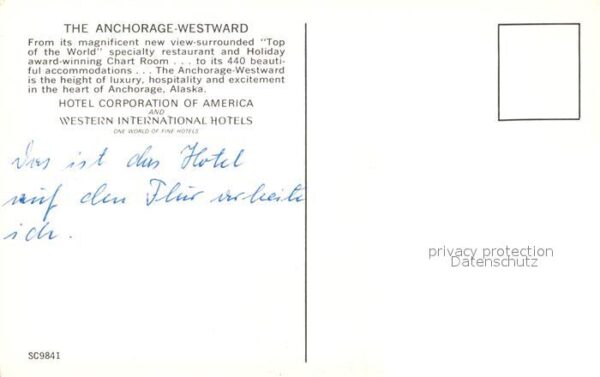 THE ANCHORAGE-WESTWARD
From its magnificent new view-surrounded "Top
of the World" specialty restaurant and Holiday
award-winning Chart Room . . . to its 440 beauti-
ful accommodations . . . The Anchorage-Westward
is the height of luxury, hospitality and excitement
in the heart of Anchorage, Alaska.
HOTEL CORPORATION OF AMERICA
AND
WESTERN INTERNATIONAL HOTELS
ONE WORLD OF FINE HOTELS
Das ist das Hotel
auf den Flur arbeite
ich.
privacy protection
Datenschutz
SC9841